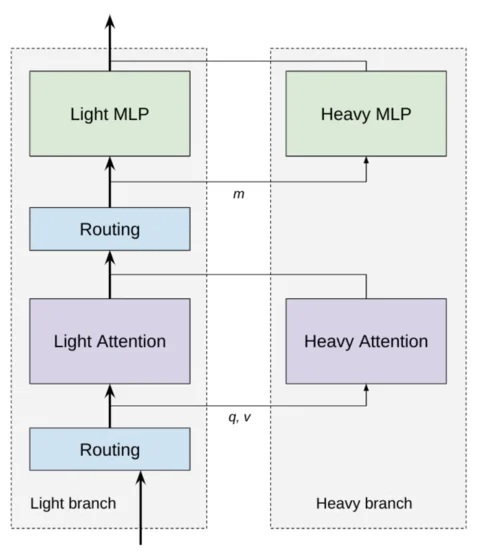 Light MLP
Heavy MLP
m
Routing
Light Attention
Heavy Attention
q, v
Routing
Light branch
Heavy branch